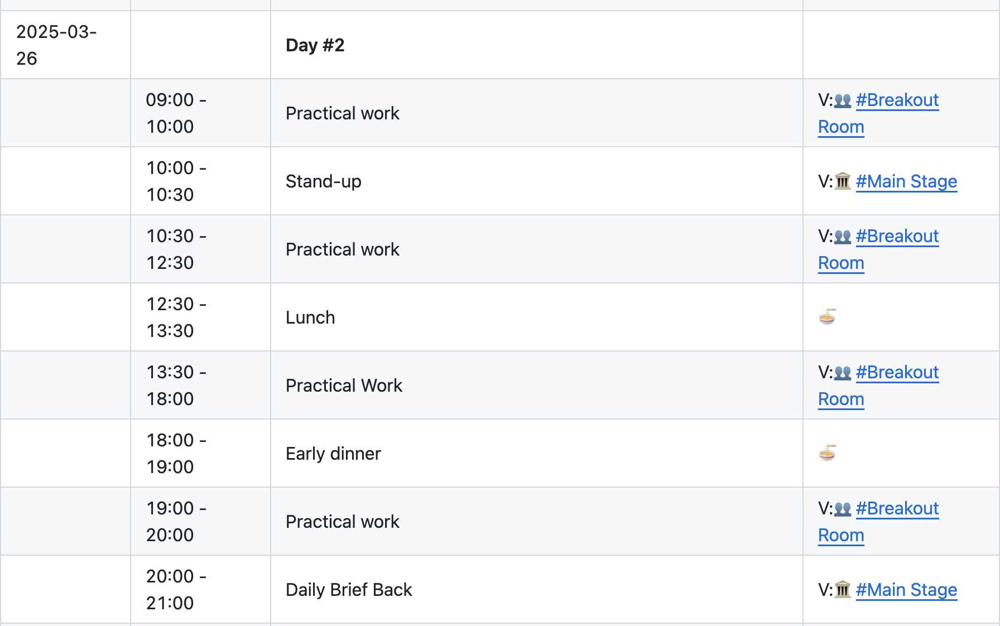 2025-03-
26
Day #2
09:00 -
10:00
Practical work
V:👥 #Breakout
Room
10:00 -
10:30
Stand-up
V:🏛 #Main Stage
10:30 -
12:30
Practical work
V:👥 #Breakout
Room
12:30 -
13:30
Lunch
🍜
13:30 -
18:00
Practical Work
V:👥 #Breakout
Room
18:00 -
19:00
Early dinner
🍜
19:00 -
20:00
Practical work
V:👥 #Breakout
Room
20:00 -
21:00
Daily Brief Back
V:🏛 #Main Stage